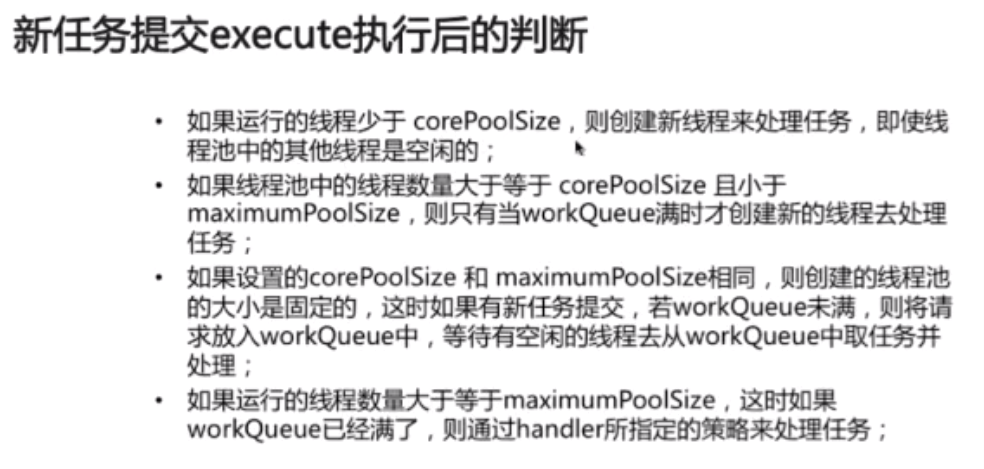 新任务提交execute执行后的判断
• 如果运行的线程少于 corePoolSize，则创建新线程来处理任务，即使线
程池中的其他线程是空闲的；
• 如果线程池中的线程数量大于等于 corePoolSize 且小于
maximumPoolSize，则只有当workQueue满时才创建新的线程去处理
任务；
• 如果设置的corePoolSize 和 maximumPoolSize相同，则创建的线程池
的大小是固定的，这时如果有新任务提交，若workQueue未满，则将请
求放入workQueue中，等待有空闲的线程去从workQueue中取任务并
处理；
• 如果运行的线程数量大于等于maximumPoolSize，这时如果
workQueue已经满了，则通过handler所指定的策略来处理任务；